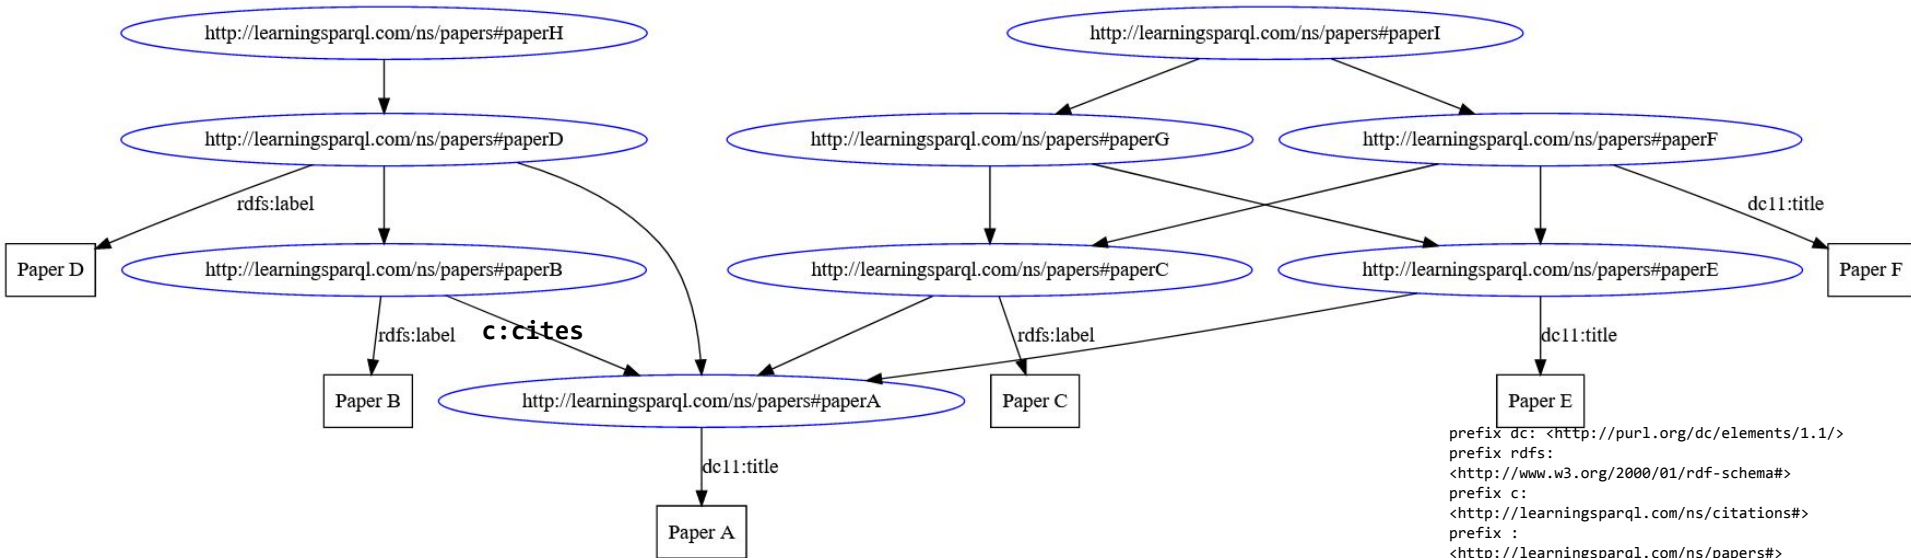 http://learningsparql.com/ns/papers#paperH
http://learningsparql.com/ns/papers#paperI
http://learningsparql.com/ns/papers#paperD
http://learningsparql.com/ns/papers#paperG
http://learningsparql.com/ns/papers#paperF
rdfs:label
dc11:title
Paper D
http://learningsparql.com/ns/papers#paperB
http://learningsparql.com/ns/papers#paperC
http://learningsparql.com/ns/papers#paperE
Paper F
rdfs:label
c:cites
rdfs:label
dc11:title
Paper B
http://learningsparql.com/ns/papers#paperA
Paper C
Paper E
dc11:title
Paper A
prefix dc: <http://purl.org/dc/elements/1.1/>
prefix rdfs:
<http://www.w3.org/2000/01/rdf-schema#>
prefix c:
<http://learningsparql.com/ns/citations#>
prefix :
<http://learningsparql.com/ns/papers#>